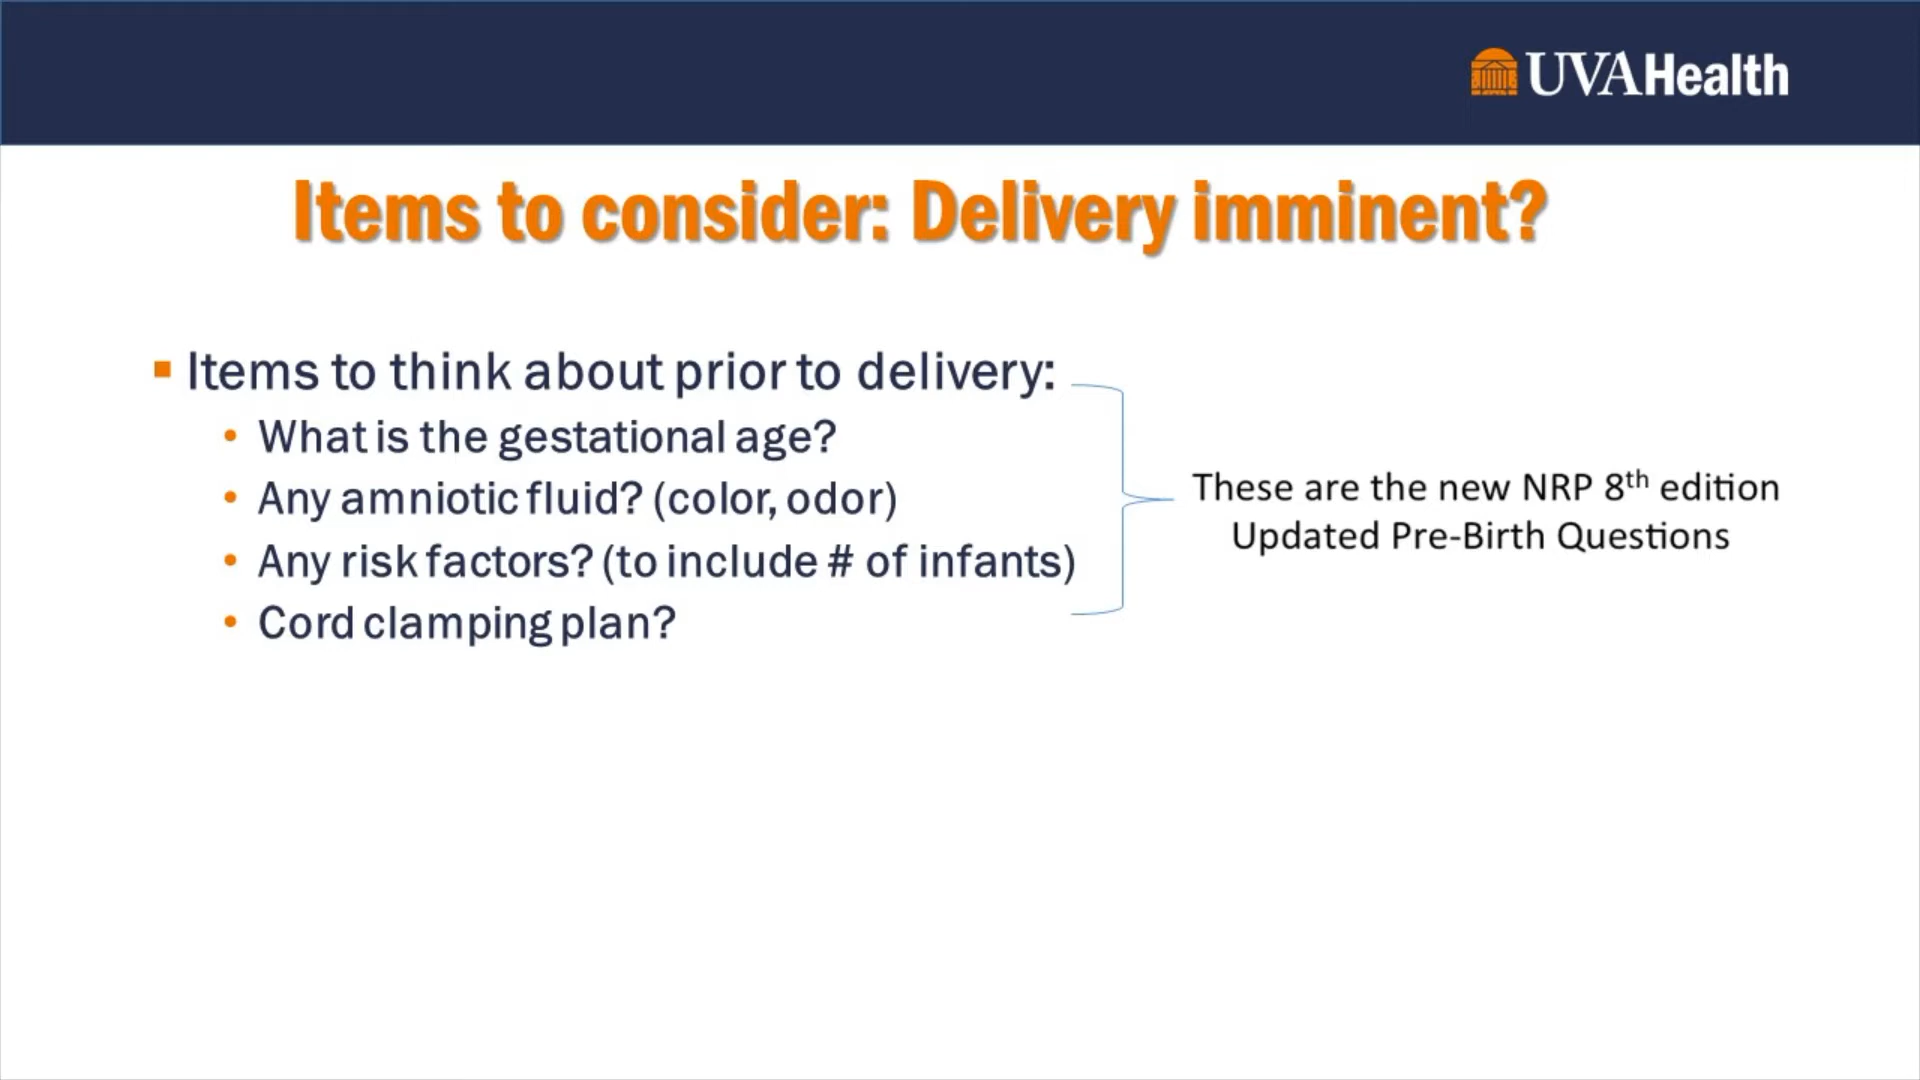 UVAHealth
Items to consider: Delivery imminent?
Items to think about prior to delivery:
What is the gestational age?
Any amniotic fluid? (color, odor)
Any risk factors? (to include # of infants)
Cord clamping plan?
These are the new NRP 8th edition
Updated Pre-Birth Questions